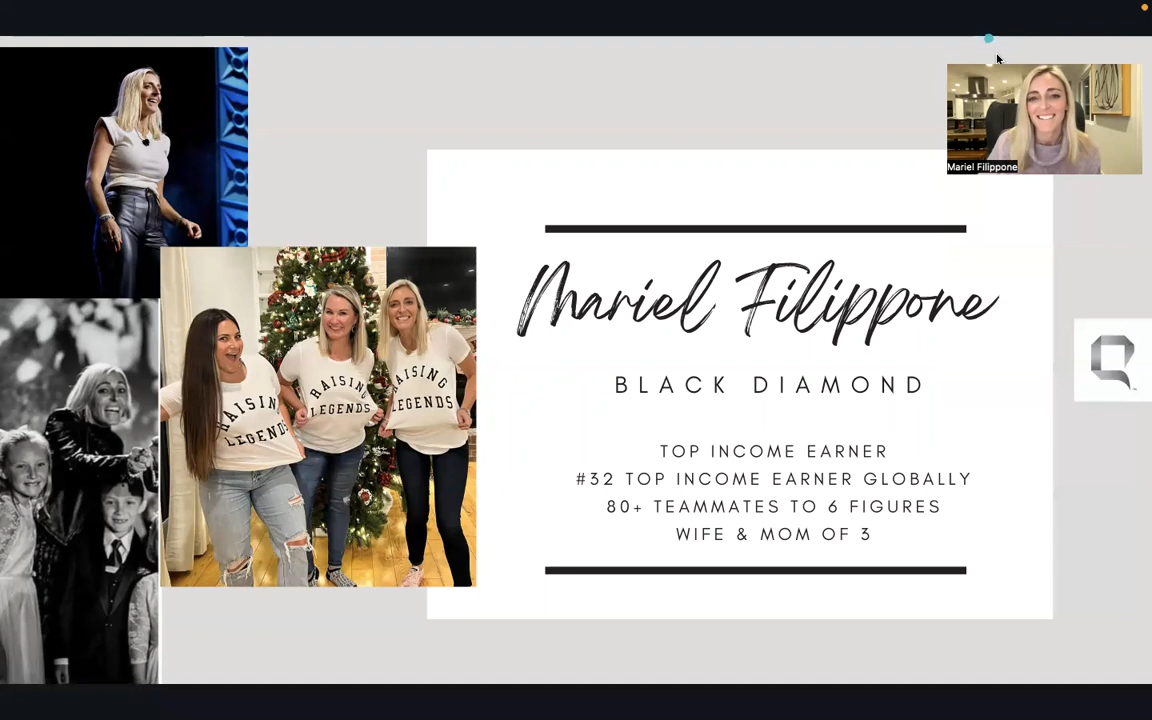 Mariel Filippone
Mariel Filippone
BLACK DIAMOND
TOP INCOME EARNER
#32 TOP INCOME EARNER GLOBALLY
80+ TEAMMATES TO 6 FIGURES
WIFE & MOM OF 3
RAISING
LEGENDS
RAISING
LEGENDS
RAISING
LEGENDS